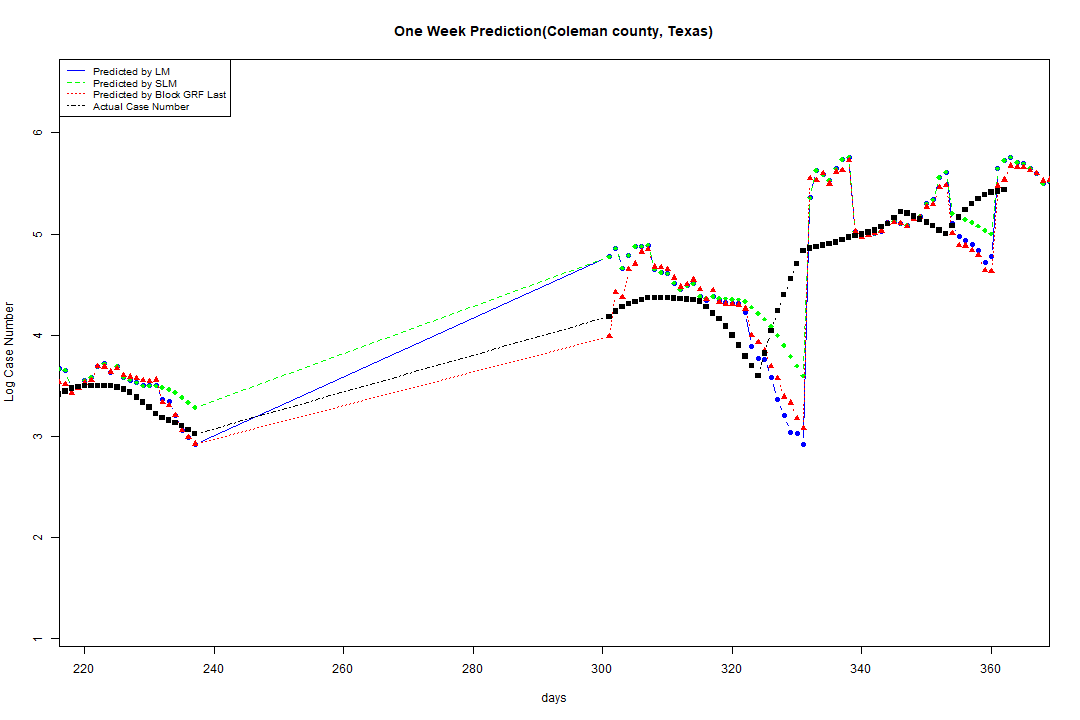 One Week Prediction(Coleman county, Texas)
Predicted by LM
Predicted by SLM
Predicted by Block GRF Last
Actual Case Number
Log Case Number
6
5
4
3
2
1
220 240 260 280 300 320 340 360
days